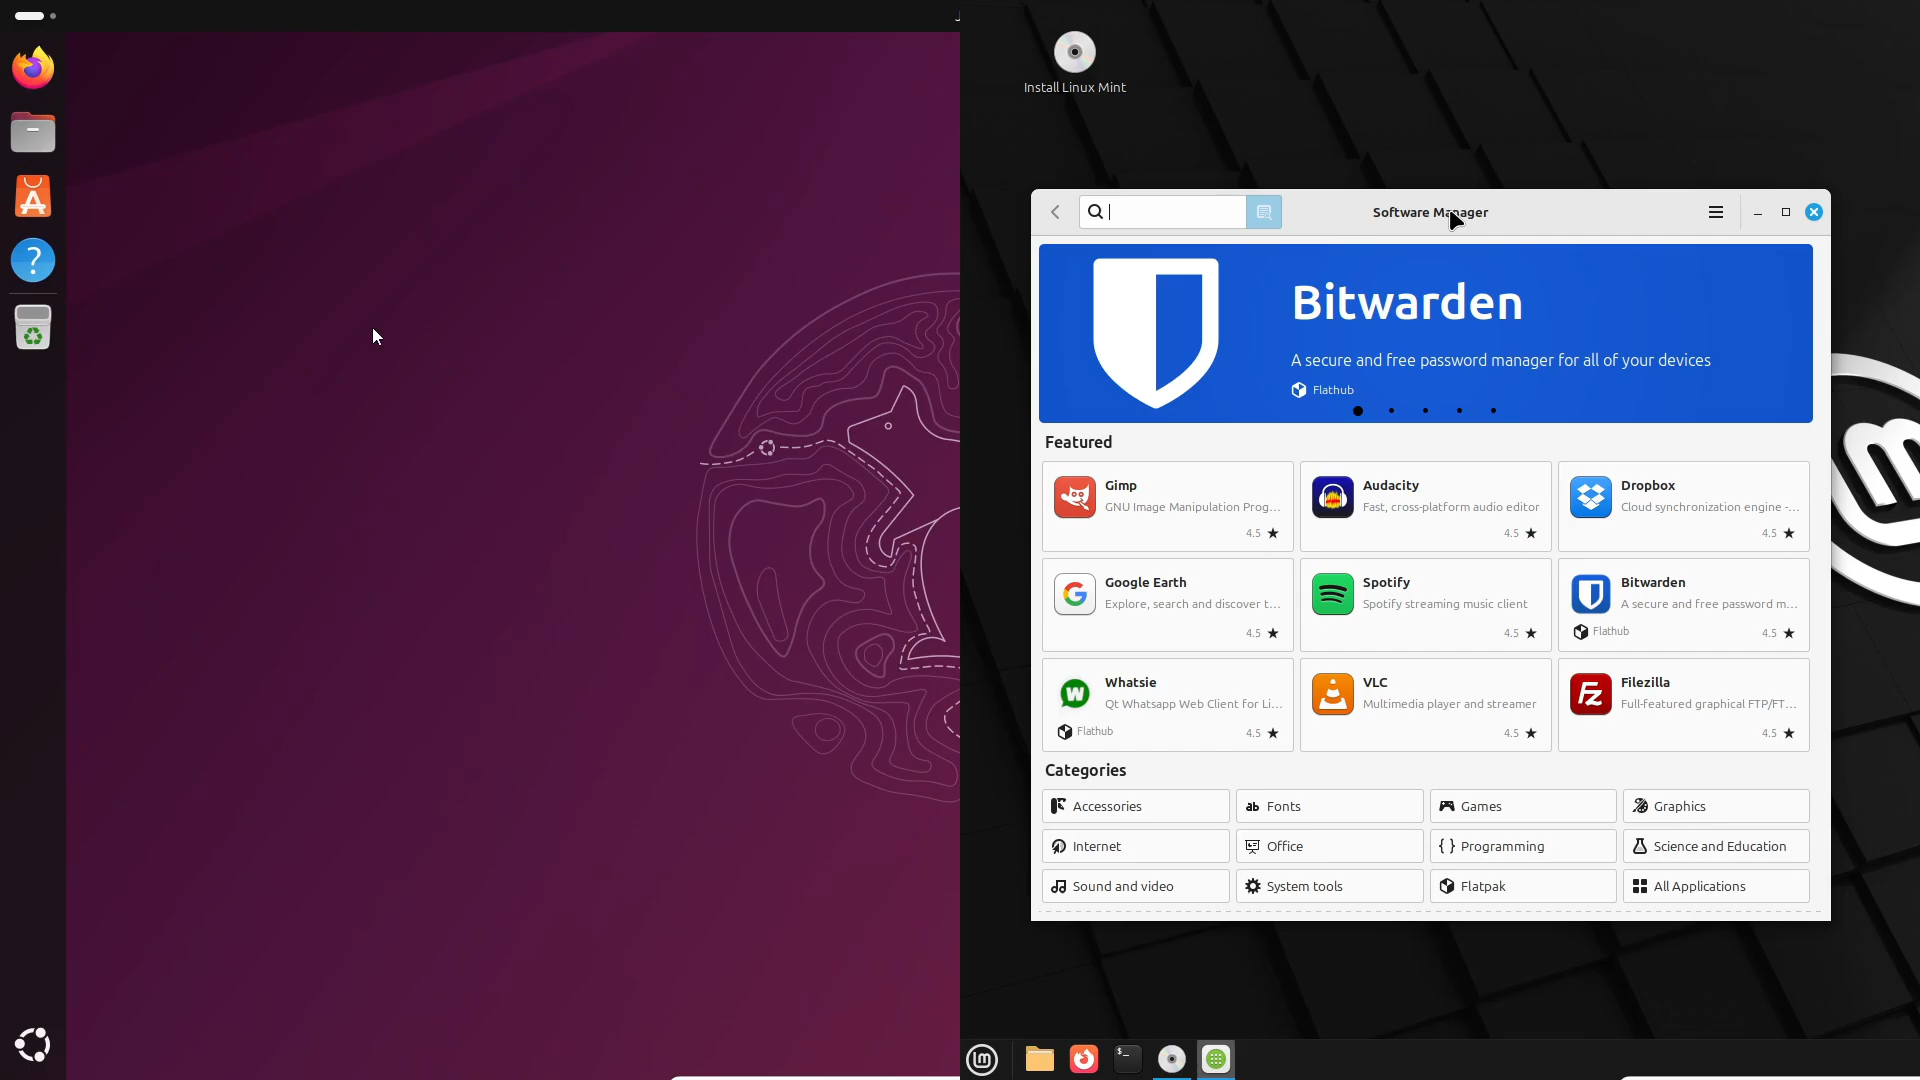 Install Linux Mint
Software Manager
Bitwarden
A secure and free password manager for all of your devices
Flathub
Featured
Gimp
GNU Image Manipulation Prog...
4.5 ★
Audacity
Fast, cross-platform audio editor
4.5 ★
Dropbox
Cloud synchronization engine -...
4.5 ★
Google Earth
Explore, search and discover t...
4.5 ★
Spotify
Spotify streaming music client
4.5 ★
Bitwarden
A secure and free password m...
Flathub
4.5 ★
Whatsie
Qt Whatsapp Web Client for Li...
Flathub
4.5 ★
VLC
Multimedia player and streamer
4.5 ★
Filezilla
Full-featured graphical FTP/FT...
4.5 ★
Categories
Accessories
Fonts
Games
Graphics
Internet
Office
Programming
Science and Education
Sound and video
System tools
Flatpak
All Applications